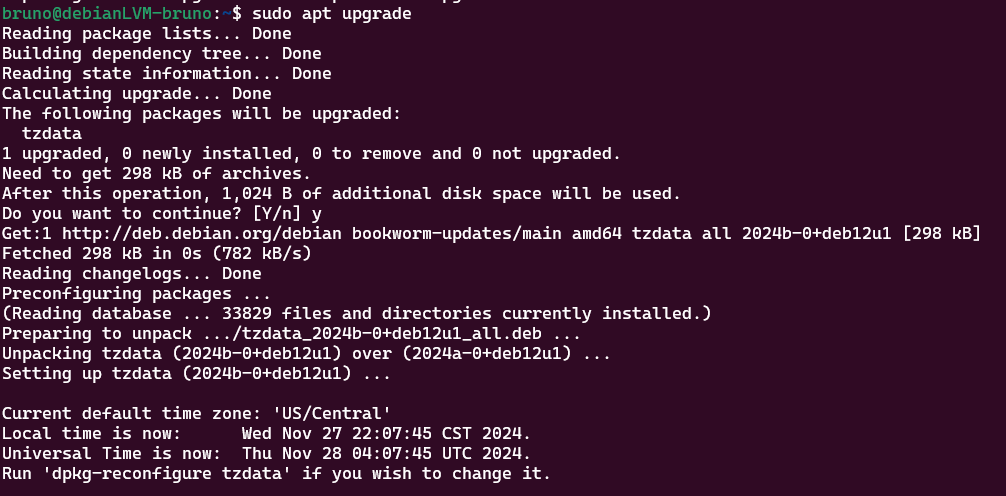 bruno@debianLVM-bruno:~$ sudo apt upgrade
Reading package lists... Done
Building dependency tree... Done
Reading state information... Done
Calculating upgrade... Done
The following packages will be upgraded:
  tzdata
1 upgraded, 0 newly installed, 0 to remove and 0 not upgraded.
Need to get 298 kB of archives.
After this operation, 1,024 B of additional disk space will be used.
Do you want to continue? [Y/n] y
Get:1 http://deb.debian.org/debian bookworm-updates/main amd64 tzdata all 2024b-0+deb12u1 [298 kB]
Fetched 298 kB in 0s (782 kB/s)
Reading changelogs... Done
Preconfiguring packages ...
(Reading database ... 33829 files and directories currently installed.)
Preparing to unpack .../tzdata_2024b-0+deb12u1_all.deb ...
Unpacking tzdata (2024b-0+deb12u1) over (2024a-0+deb12u1) ...
Setting up tzdata (2024b-0+deb12u1) ...

Current default time zone: 'US/Central'
Local time is now:      Wed Nov 27 22:07:45 CST 2024.
Universal Time is now:  Thu Nov 28 04:07:45 UTC 2024.
Run 'dpkg-reconfigure tzdata' if you wish to change it.